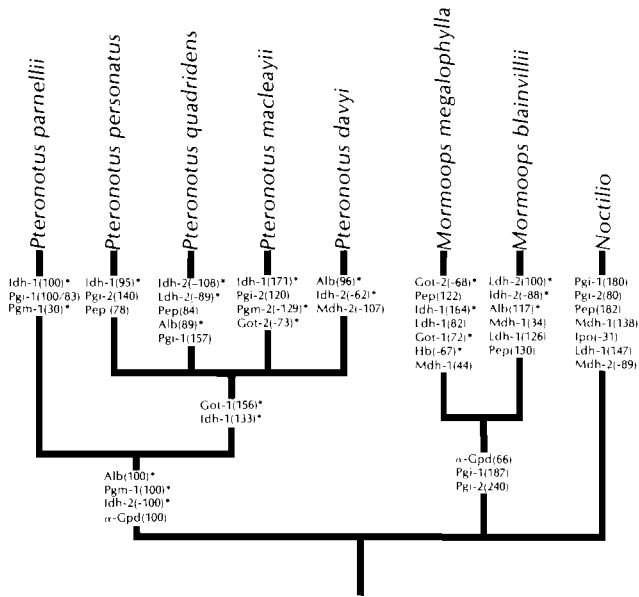 Pteronotus parnellii
Pteronotus personatus
Pteronotus quadridens
Pteronotus macleayii
Pteronotus davyi
Mormoops megalophylla
Mormoops blainvillii
Noctilio
Idh-1(100)*
Pgi-1(100/83)
Pgm-1(30)*
Idh-1(95)*
Pgi-2(140)
Pep (78)
Idh-2(-108)*
Ldh-2(-89)*
Pep(84)
Alb(89)*
Pgi-1(157)
Idh-1(171)*
Pgi-2(120)
Pgm-2(-129)*
Got-2(-73)*
Alb(96)*
Idh-2(-62)*
Mdh-2(-107)
Got-2(-68)*
Pep(122)
Idh-1(164)*
Ldh-1(82)
Got-1(72)*
Hb(-67)*
Mdh-1(44)
Ldh-2(100)*
Idh-2(-88)*
Alb(117)*
Mdh-1(34)
Ldh-1(126)
Pep(130)
Pgi-1(180)
Pgi-2(80)
Pep(182)
Mdh-1(138)
Ipo(-31)
Ldh-1(147)
Mdh-2(-89)
Got-1(156)*
Idh-1(133)*
α-Gpd(66)
Pgi-1(187)
Pgi-2(240)
Alb(100)*
Pgm-1(100)*
Idh-2(-100)*
α-Gpd(100)